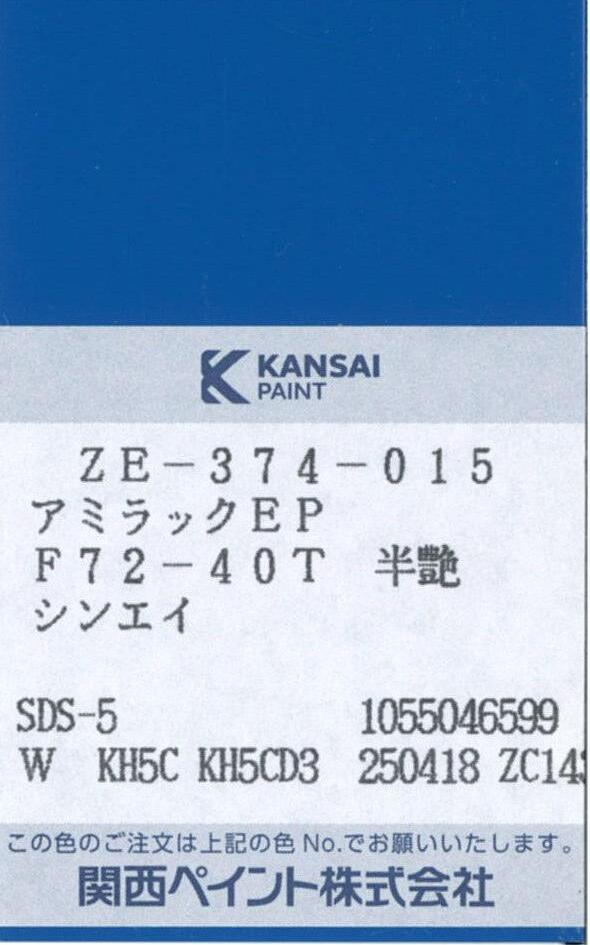 KANSAI
PAINT
ZE-374-015
アミラックEP
F72-40T 半艶
シンエイ
SDS-5 1055046599
W KH5C KH5CD3 250418
この色のご注文は上記の色No.でお願いいたします。
関西ペイント株式会社